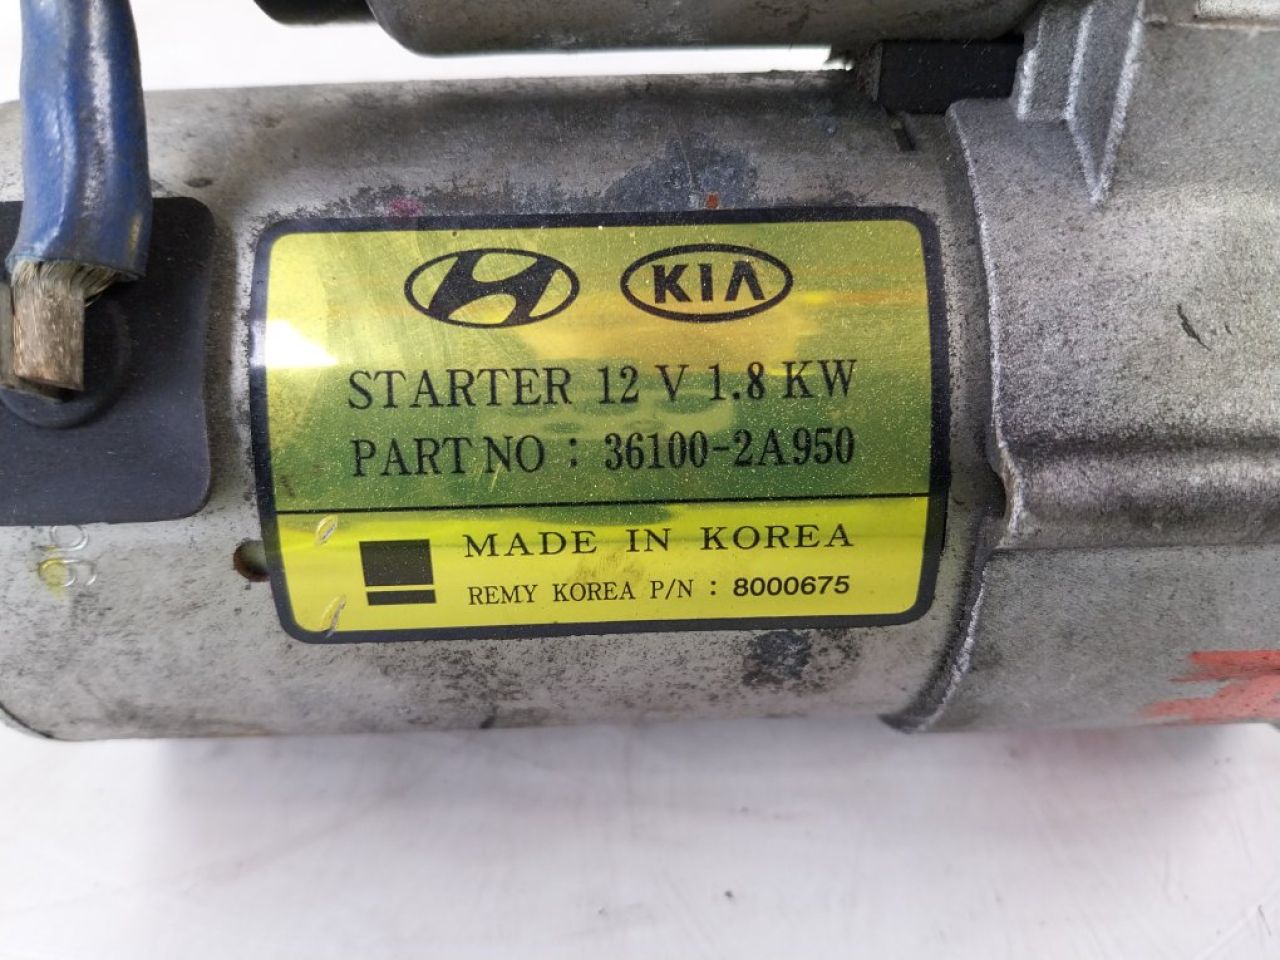 KIA
STARTER 12 V 1.8 KW
PART NO : 36100-2A950
MADE IN KOREA
REMY KOREA P/N : 8000675